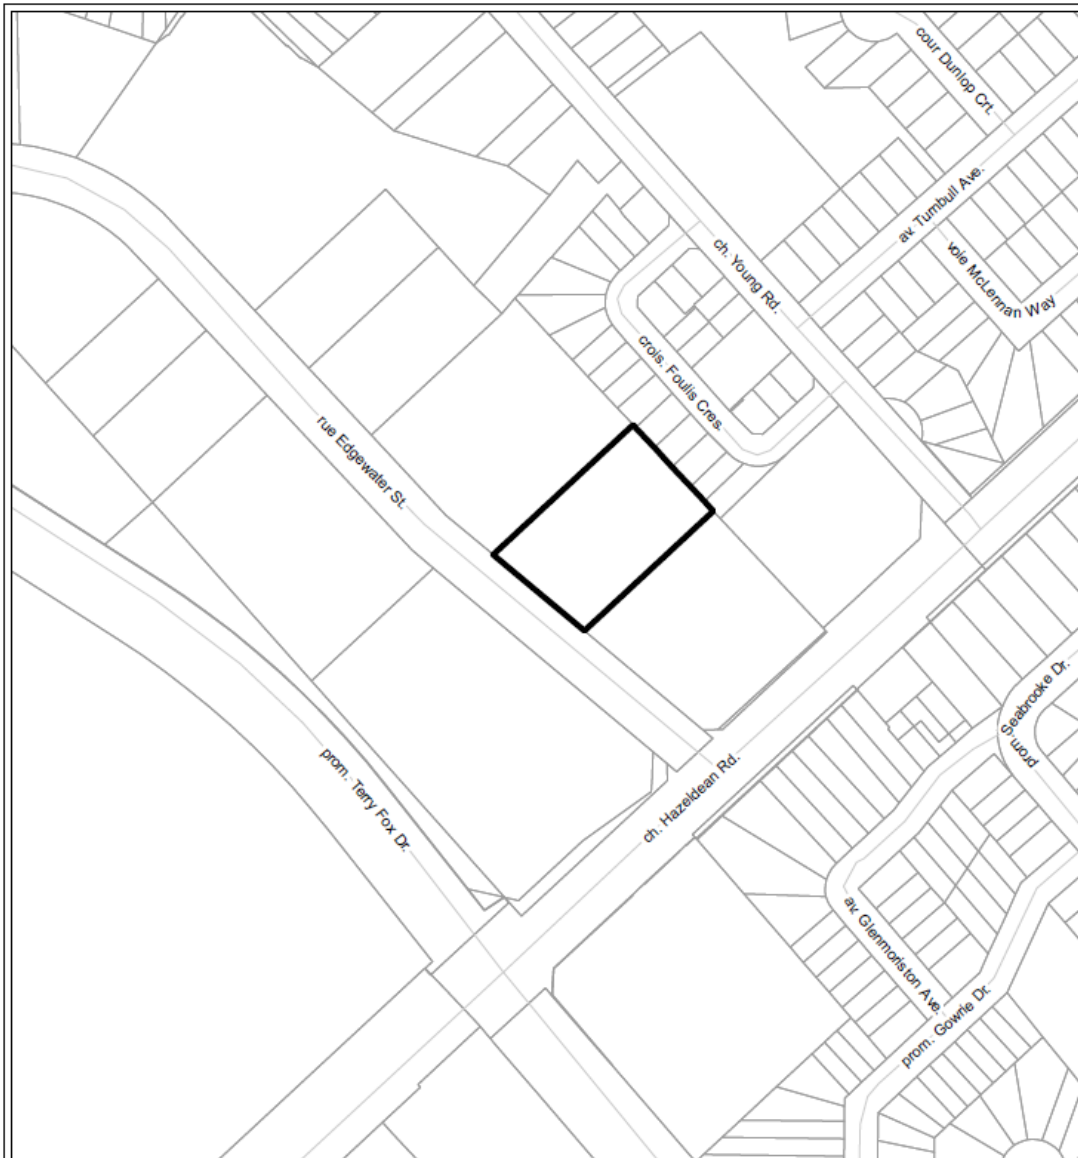 cour Dunlop Crt.
av. Turnbull Ave.
voie McLennan Way
ch. Young Rd.
crois. Foulis Cres.
rue Edgewater St.
prom. Seabrooke Dr.
prom. Terry Fox Dr.
ch. Hazeldean Rd.
av. Glenmoriston Ave.
prom. Gowrie Dr.